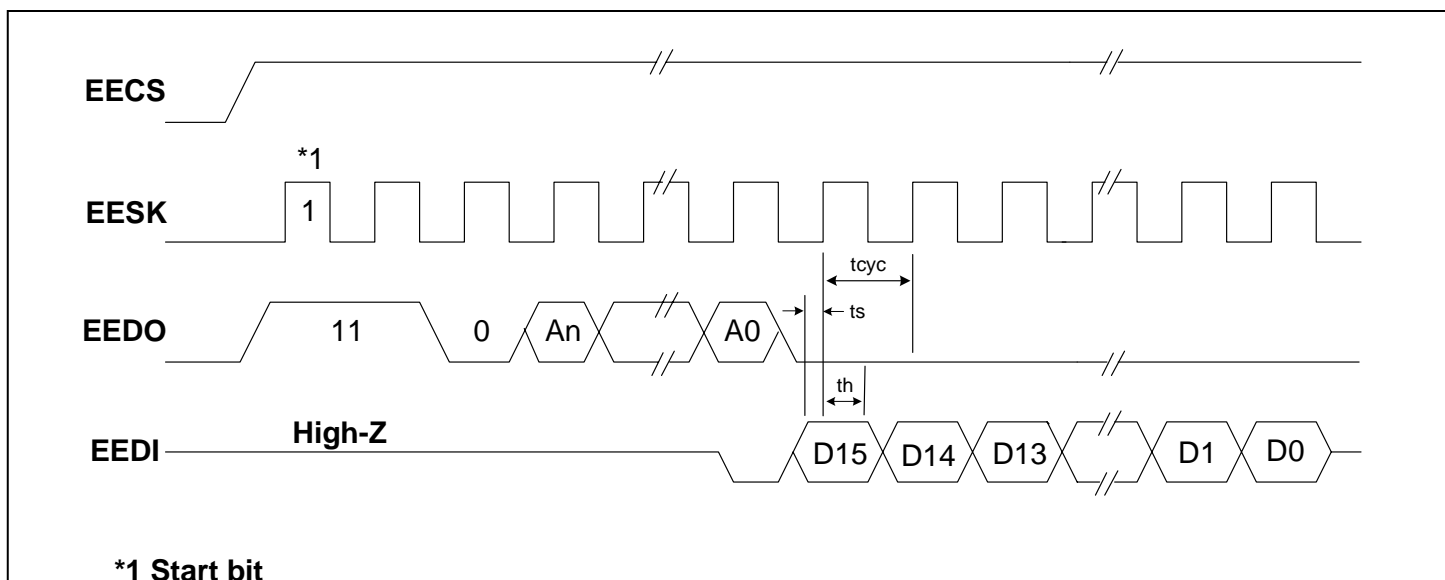 EECS
*1
EESK 1
tcyc
ts
EEDO 11 0 An A0
th
High-Z
EEDI D15 D14 D13 D1 D0
*1 Start bit